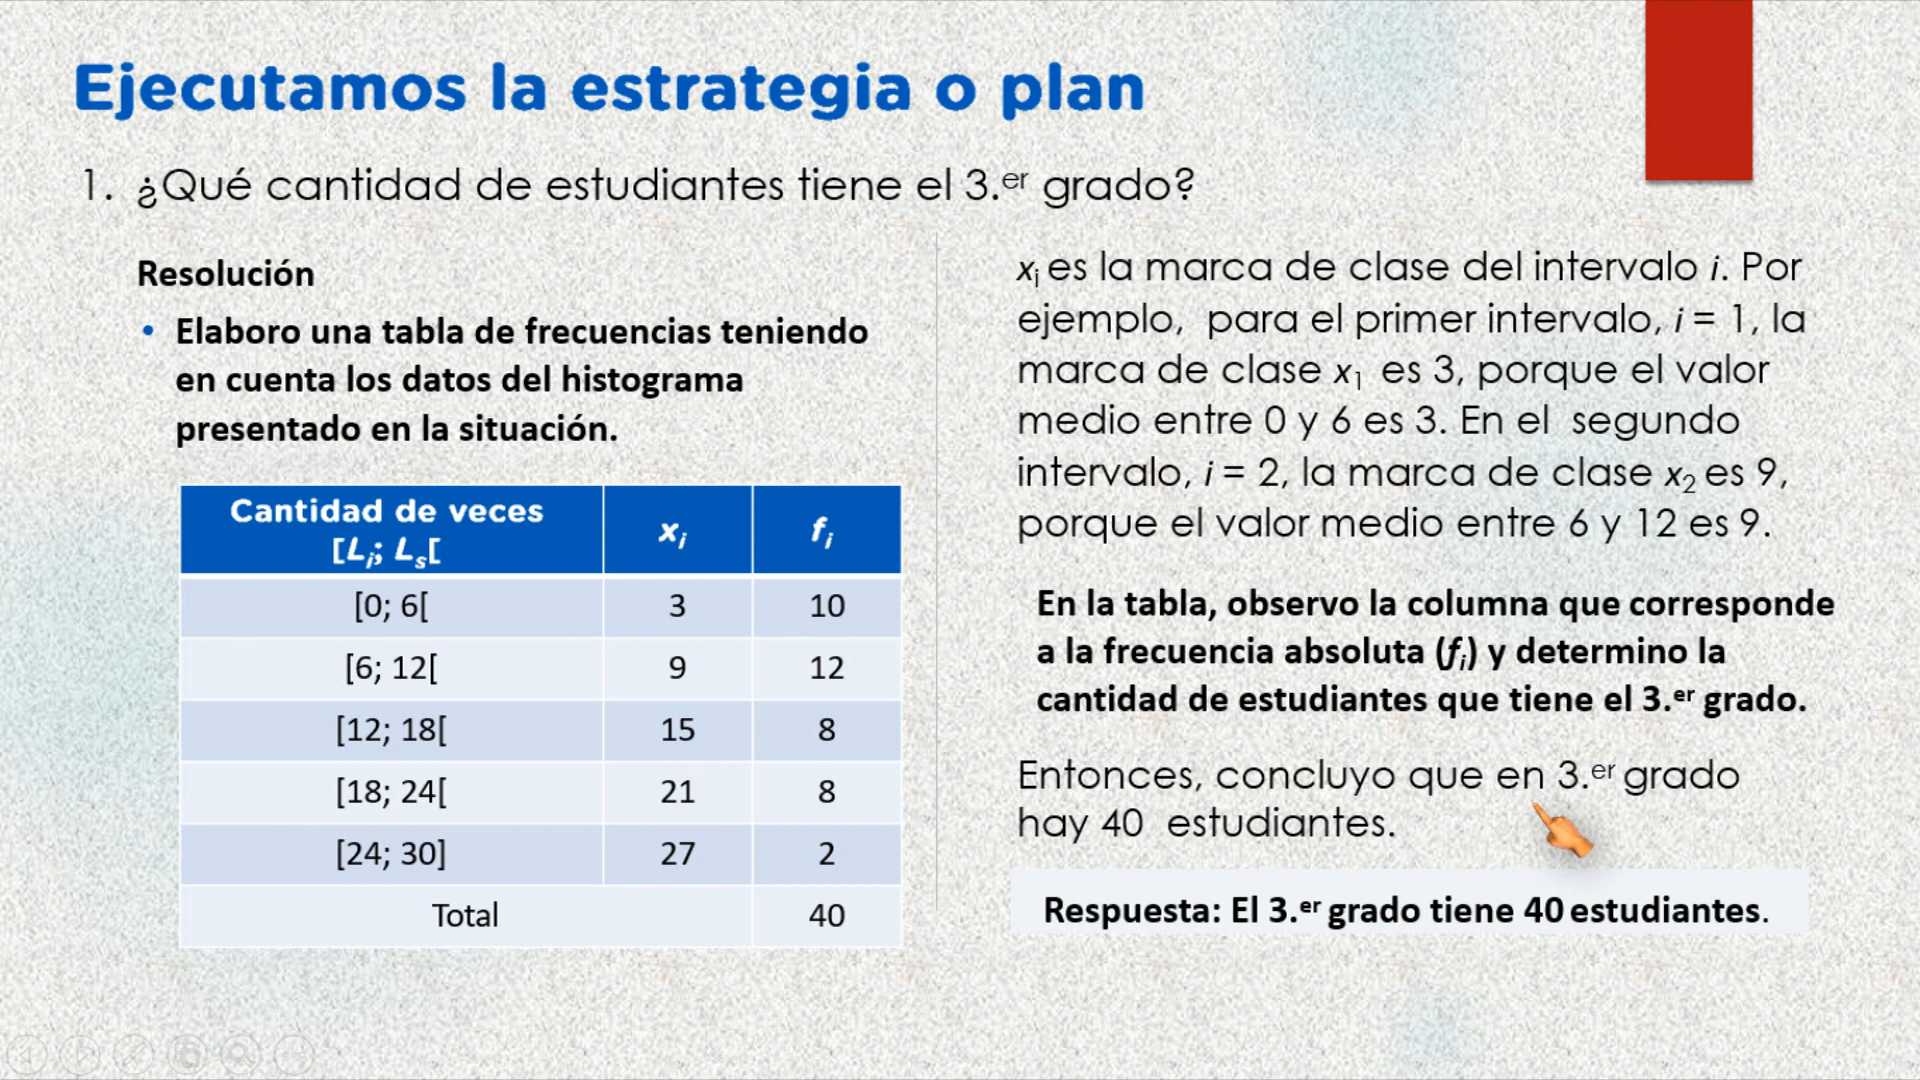 Ejecutamos la estrategia o plan
1. ¿Qué cantidad de estudiantes tiene el 3.er grado?
Resolución
• Elaboro una tabla de frecuencias teniendo
en cuenta los datos del histograma
presentado en la situación.
Cantidad de veces
[Li; Ls[
xi
fi
[0; 6[ 3 10
[6; 12[ 9 12
[12; 18[ 15 8
[18; 24[ 21 8
[24; 30] 27 2
Total 40
xi es la marca de clase del intervalo i. Por
ejemplo, para el primer intervalo, i = 1, la
marca de clase x1 es 3, porque el valor
medio entre 0 y 6 es 3. En el segundo
intervalo, i = 2, la marca de clase x2 es 9,
porque el valor medio entre 6 y 12 es 9.
En la tabla, observo la columna que corresponde
a la frecuencia absoluta (fi) y determino la
cantidad de estudiantes que tiene el 3.er grado.
Entonces, concluyo que en 3.er grado
hay 40 estudiantes.
Respuesta: El 3.er grado tiene 40 estudiantes.